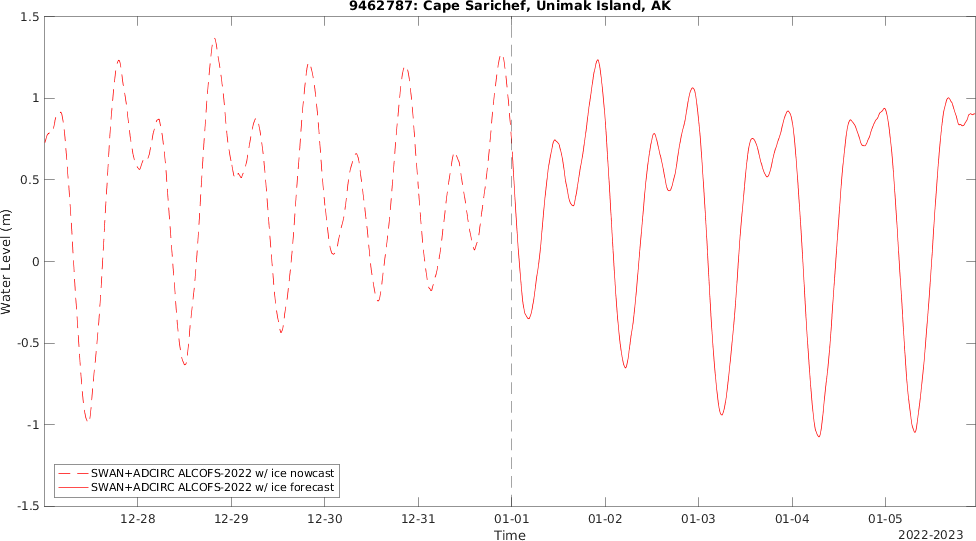 9462787: Cape Sarichef, Unimak Island, AK
1.5
1
0.5
0
-0.5
-1
-1.5
Water Level (m)
SWAN+ADCIRC ALCOFS-2022 w/ ice nowcast
SWAN+ADCIRC ALCOFS-2022 w/ ice forecast
12-28 12-29 12-30 12-31 01-01 01-02 01-03 01-04 01-05
Time
2022-2023